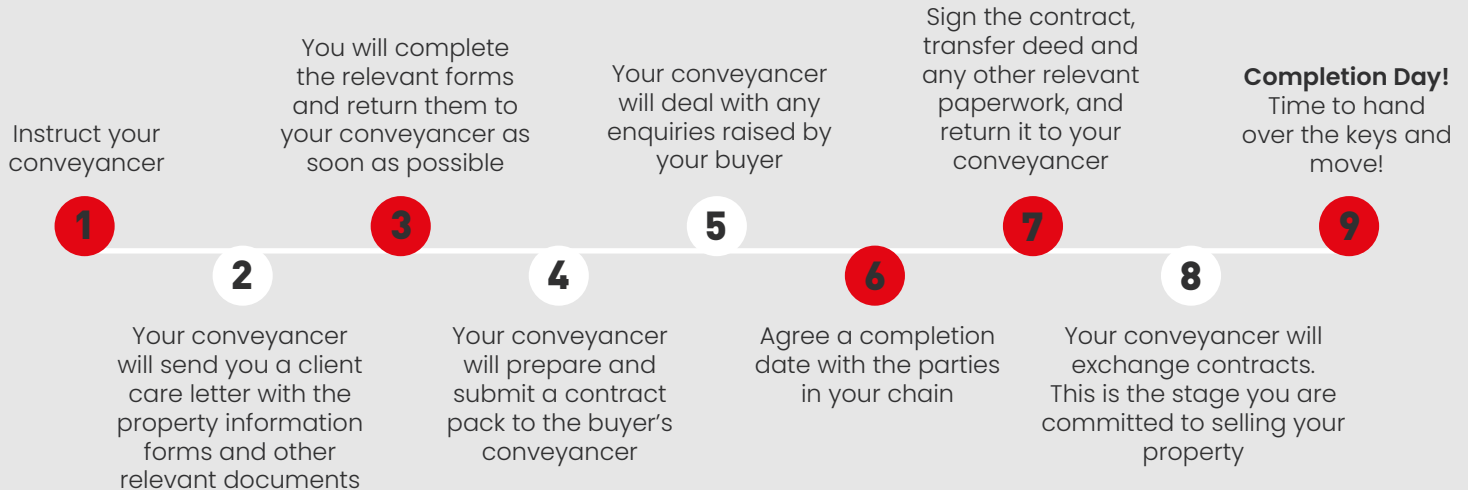 Instruct your
conveyancer
1
2
Your conveyancer
will send you a client
care letter with the
property information
forms and other
relevant documents
You will complete
the relevant forms
and return them to
your conveyancer as
soon as possible
3
4
Your conveyancer
will prepare and
submit a contract
pack to the buyer’s
conveyancer
Your conveyancer
will deal with any
enquiries raised by
your buyer
5
6
Agree a completion
date with the parties
in your chain
Sign the contract,
transfer deed and
any other relevant
paperwork, and
return it to your
conveyancer
7
8
Your conveyancer will
exchange contracts.
This is the stage you are
committed to selling your
property
Completion Day!
Time to hand
over the keys and
move!
9